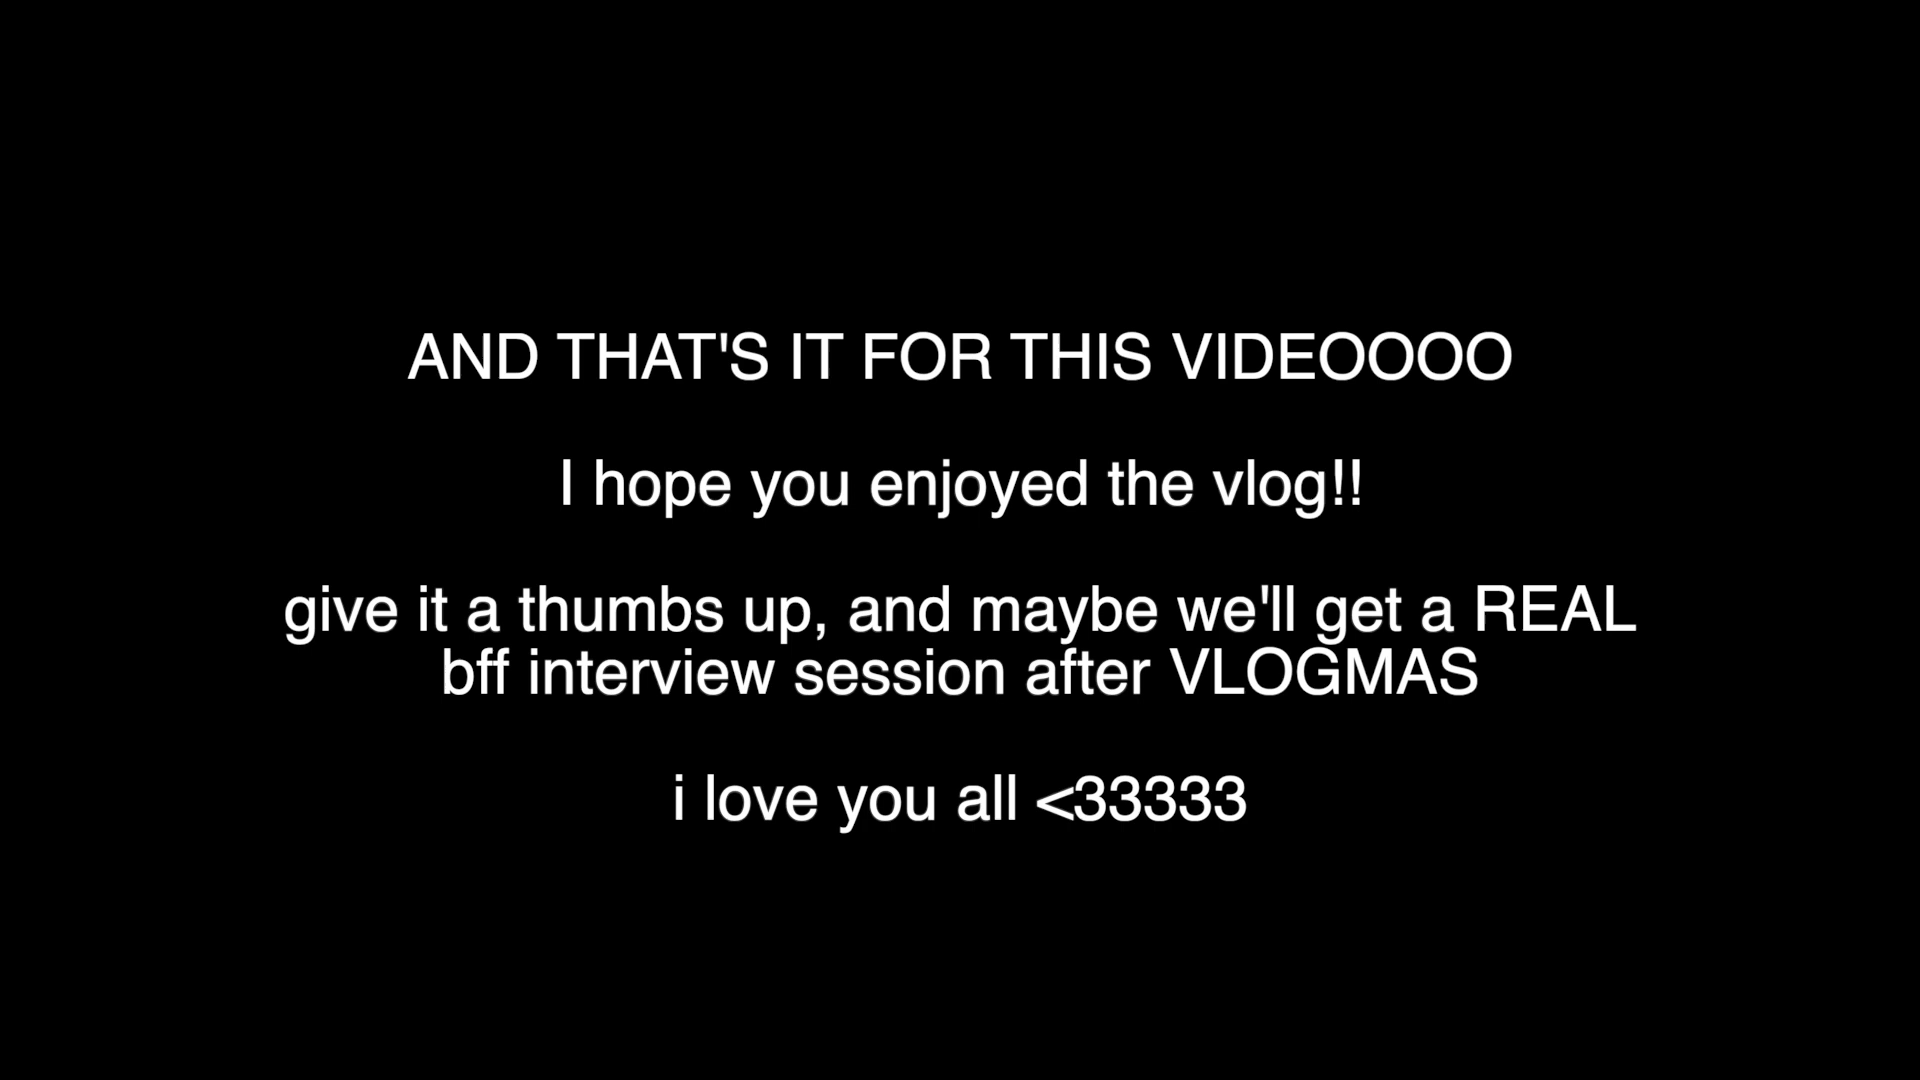 AND THAT'S IT FOR THIS VIDEOOOO
I hope you enjoyed the vlog!!
give it a thumbs up, and maybe we'll get a REAL
bff interview session after VLOGMAS
i love you all <33333